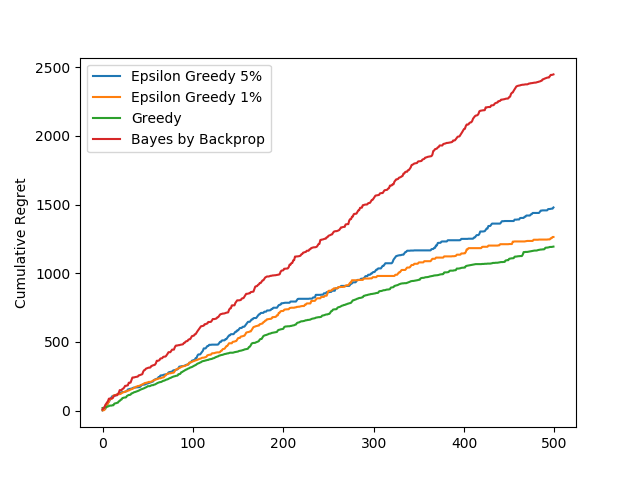 2500
2000
1500
1000
500
0
Cumulative Regret
Epsilon Greedy 5%
Epsilon Greedy 1%
Greedy
Bayes by Backprop
0 100 200 300 400 500